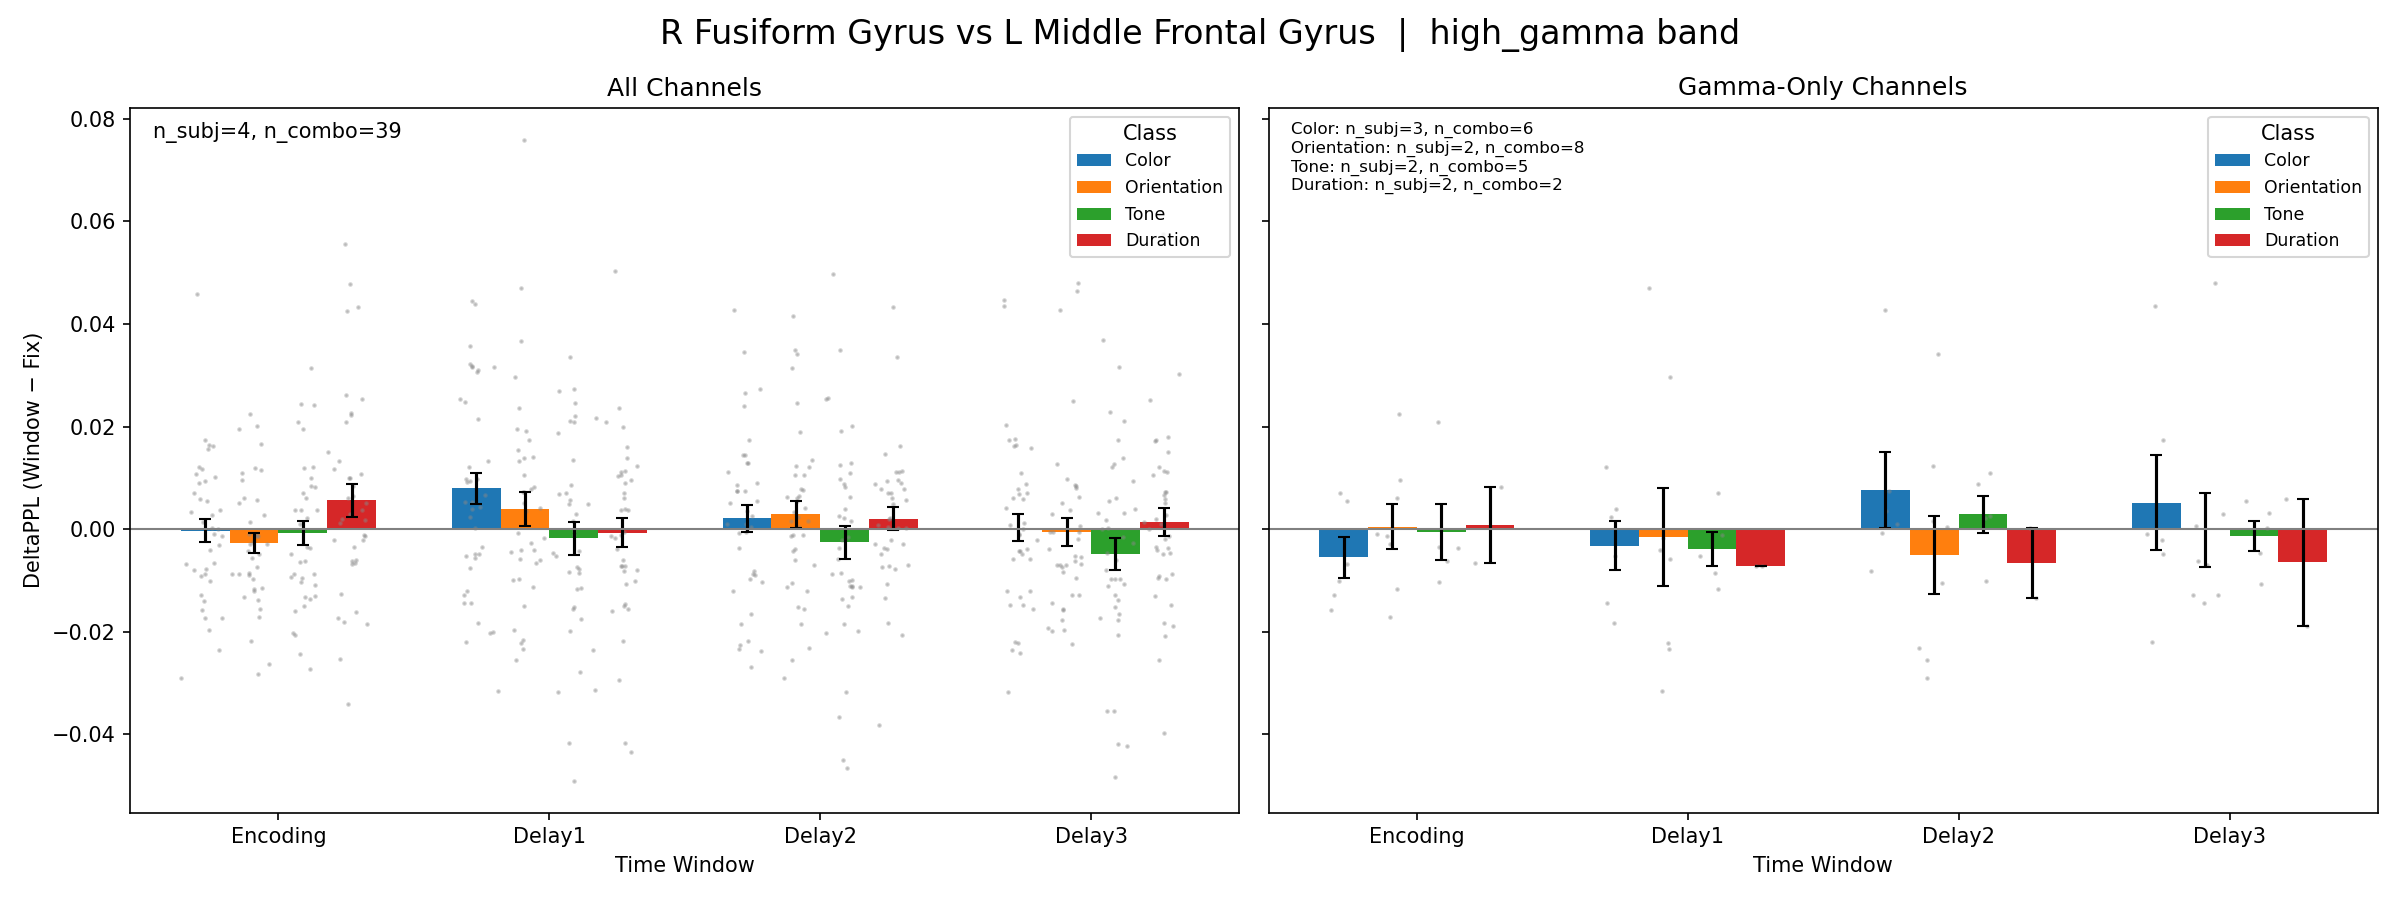 R Fusiform Gyrus vs L Middle Frontal Gyrus | high_gamma band
All Channels
n_subj=4, n_combo=39
Class
Color
Orientation
Tone
Duration
DeltaPPL (Window − Fix)
0.08
0.06
0.04
0.02
0.00
−0.02
−0.04
Encoding
Delay1
Delay2
Delay3
Time Window
Gamma-Only Channels
Color: n_subj=3, n_combo=6
Orientation: n_subj=2, n_combo=8
Tone: n_subj=2, n_combo=5
Duration: n_subj=2, n_combo=2
Class
Color
Orientation
Tone
Duration
Encoding
Delay1
Delay2
Delay3
Time Window